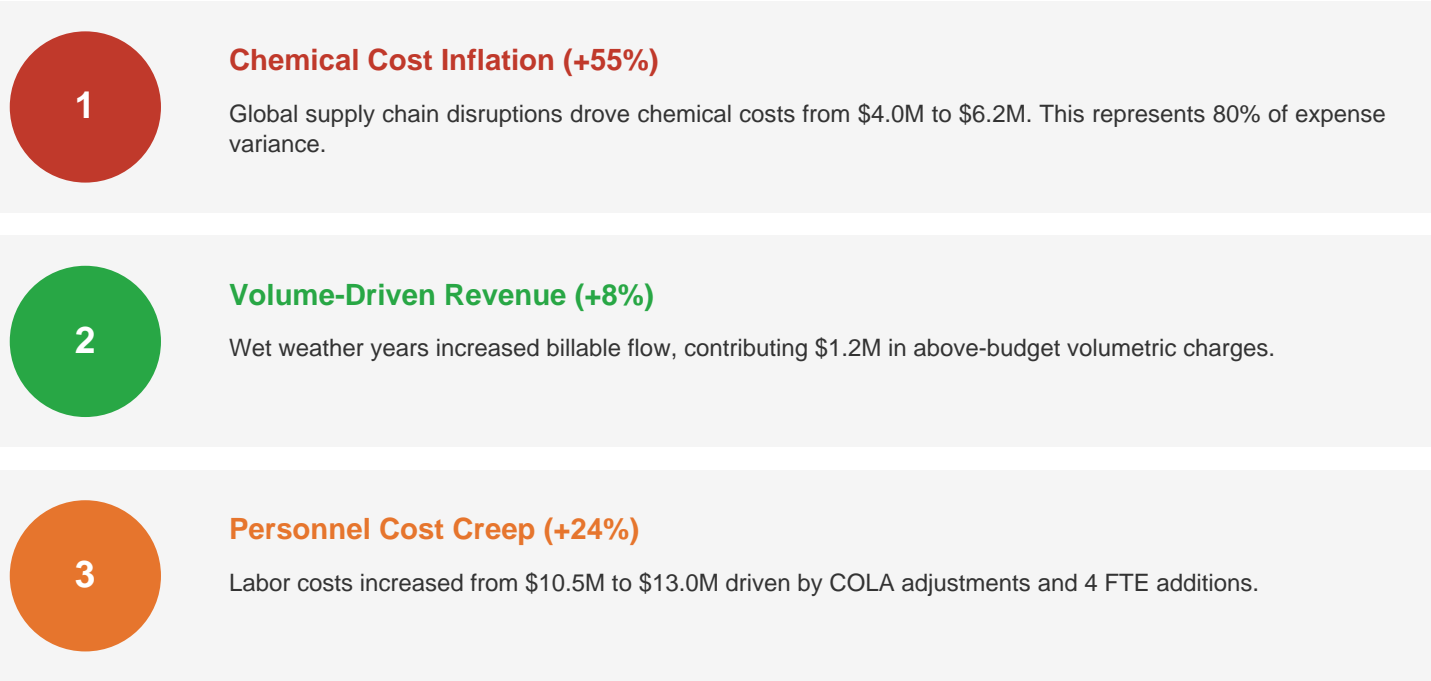 1
Chemical Cost Inflation (+55%)
Global supply chain disruptions drove chemical costs from $4.0M to $6.2M. This represents 80% of expense
variance.
2
Volume-Driven Revenue (+8%)
Wet weather years increased billable flow, contributing $1.2M in above-budget volumetric charges.
3
Personnel Cost Creep (+24%)
Labor costs increased from $10.5M to $13.0M driven by COLA adjustments and 4 FTE additions.